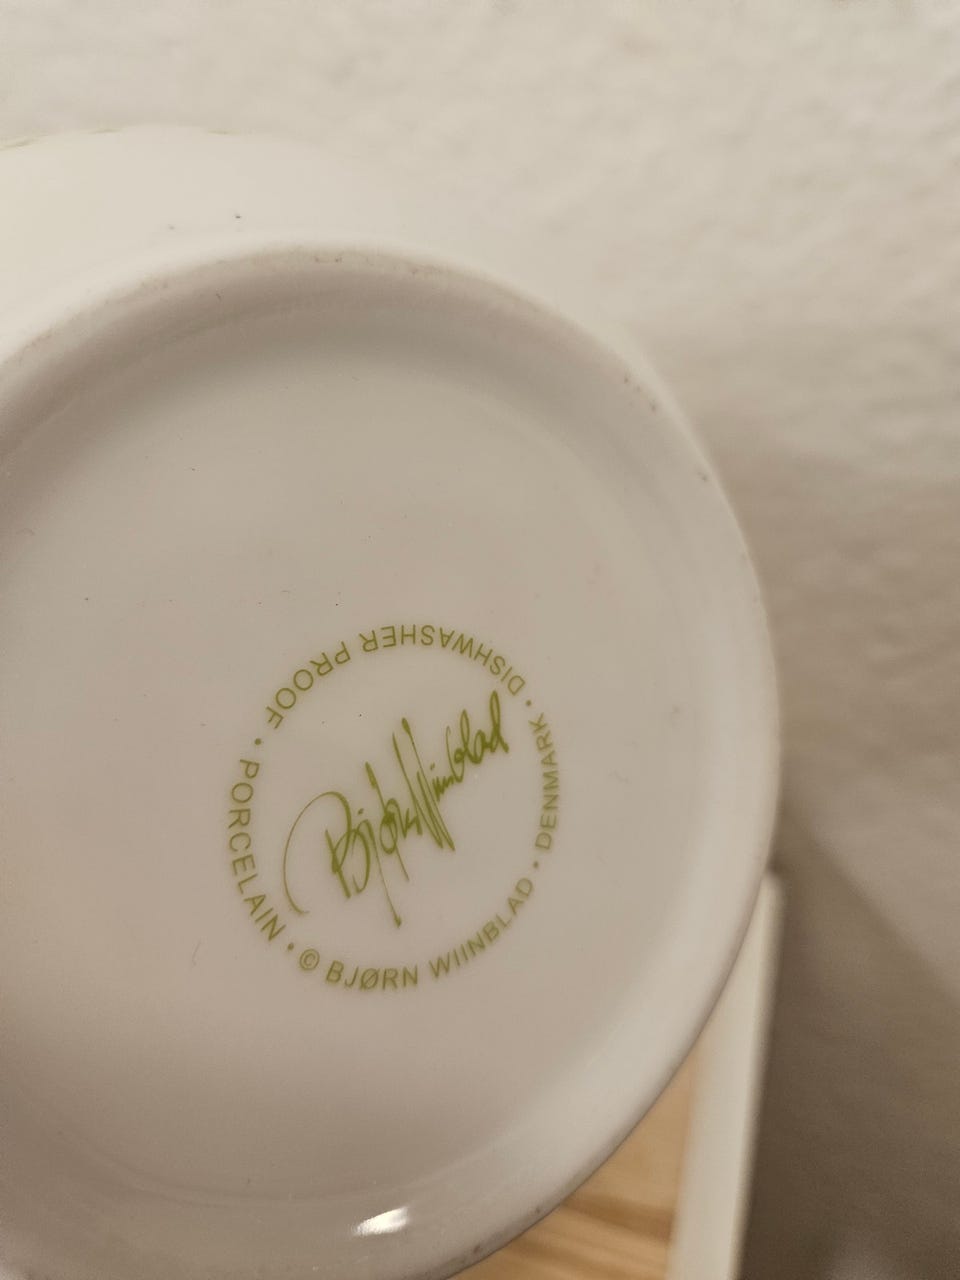 Bjørn Wiinblad
© BJØRN WIINBLAD • DENMARK • DISHWASHER PROOF • PORCELAIN •